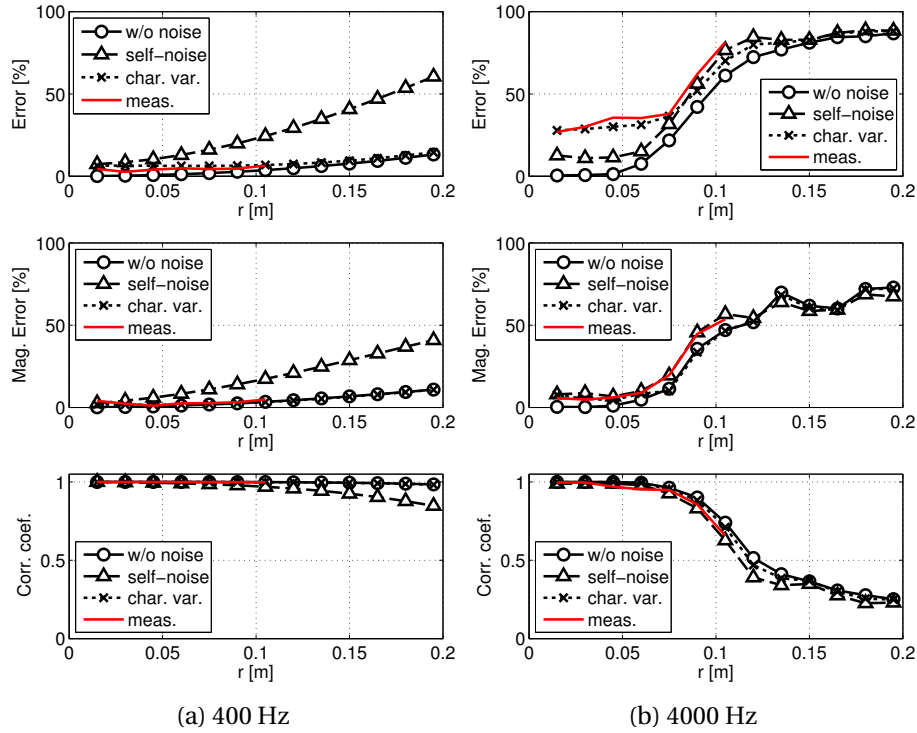 100
50
0
Error [%]
w/o noise
self-noise
char. var.
meas.
0 0.05 0.1 0.15 0.2
r [m]
100
50
0
Error [%]
w/o noise
self-noise
char. var.
meas.
0 0.05 0.1 0.15 0.2
r [m]
100
50
0
Mag. Error [%]
w/o noise
self-noise
char. var.
meas.
0 0.05 0.1 0.15 0.2
r [m]
100
50
0
Mag. Error [%]
w/o noise
self-noise
char. var.
meas.
0 0.05 0.1 0.15 0.2
r [m]
1
0.5
0
Corr. coef.
w/o noise
self-noise
char. var.
meas.
0 0.05 0.1 0.15 0.2
r [m]
1
0.5
0
Corr. coef.
w/o noise
self-noise
char. var.
meas.
0 0.05 0.1 0.15 0.2
r [m]
(a) 400 Hz
(b) 4000 Hz